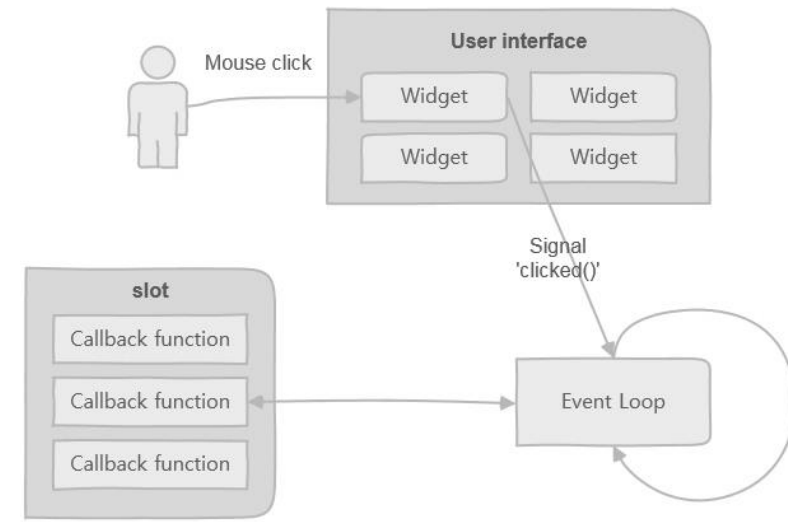 User interface
Mouse click
Widget
Widget
Widget
Widget
Signal
'clicked()'
slot
Callback function
Callback function
Callback function
Event Loop